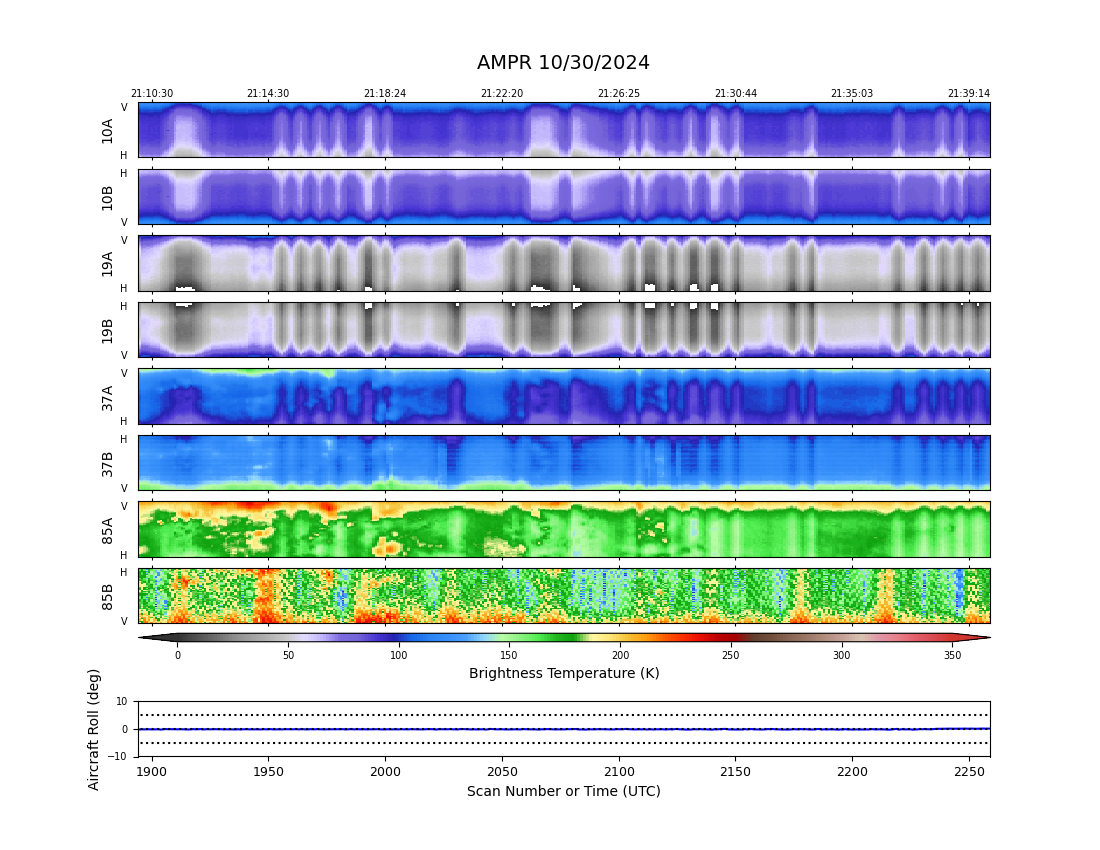 AMPR 10/30/2024
21:10:30 21:14:30 21:18:24 21:22:20 21:26:25 21:30:44 21:35:03 21:39:14
V
10A
H
H
10B
V
V
19A
H
H
19B
V
V
37A
H
H
37B
V
V
85A
H
H
85B
V
0 50 100 150 200 250 300 350
Brightness Temperature (K)
Aircraft Roll (deg)
10
0
−10
1900 1950 2000 2050 2100 2150 2200 2250
Scan Number or Time (UTC)